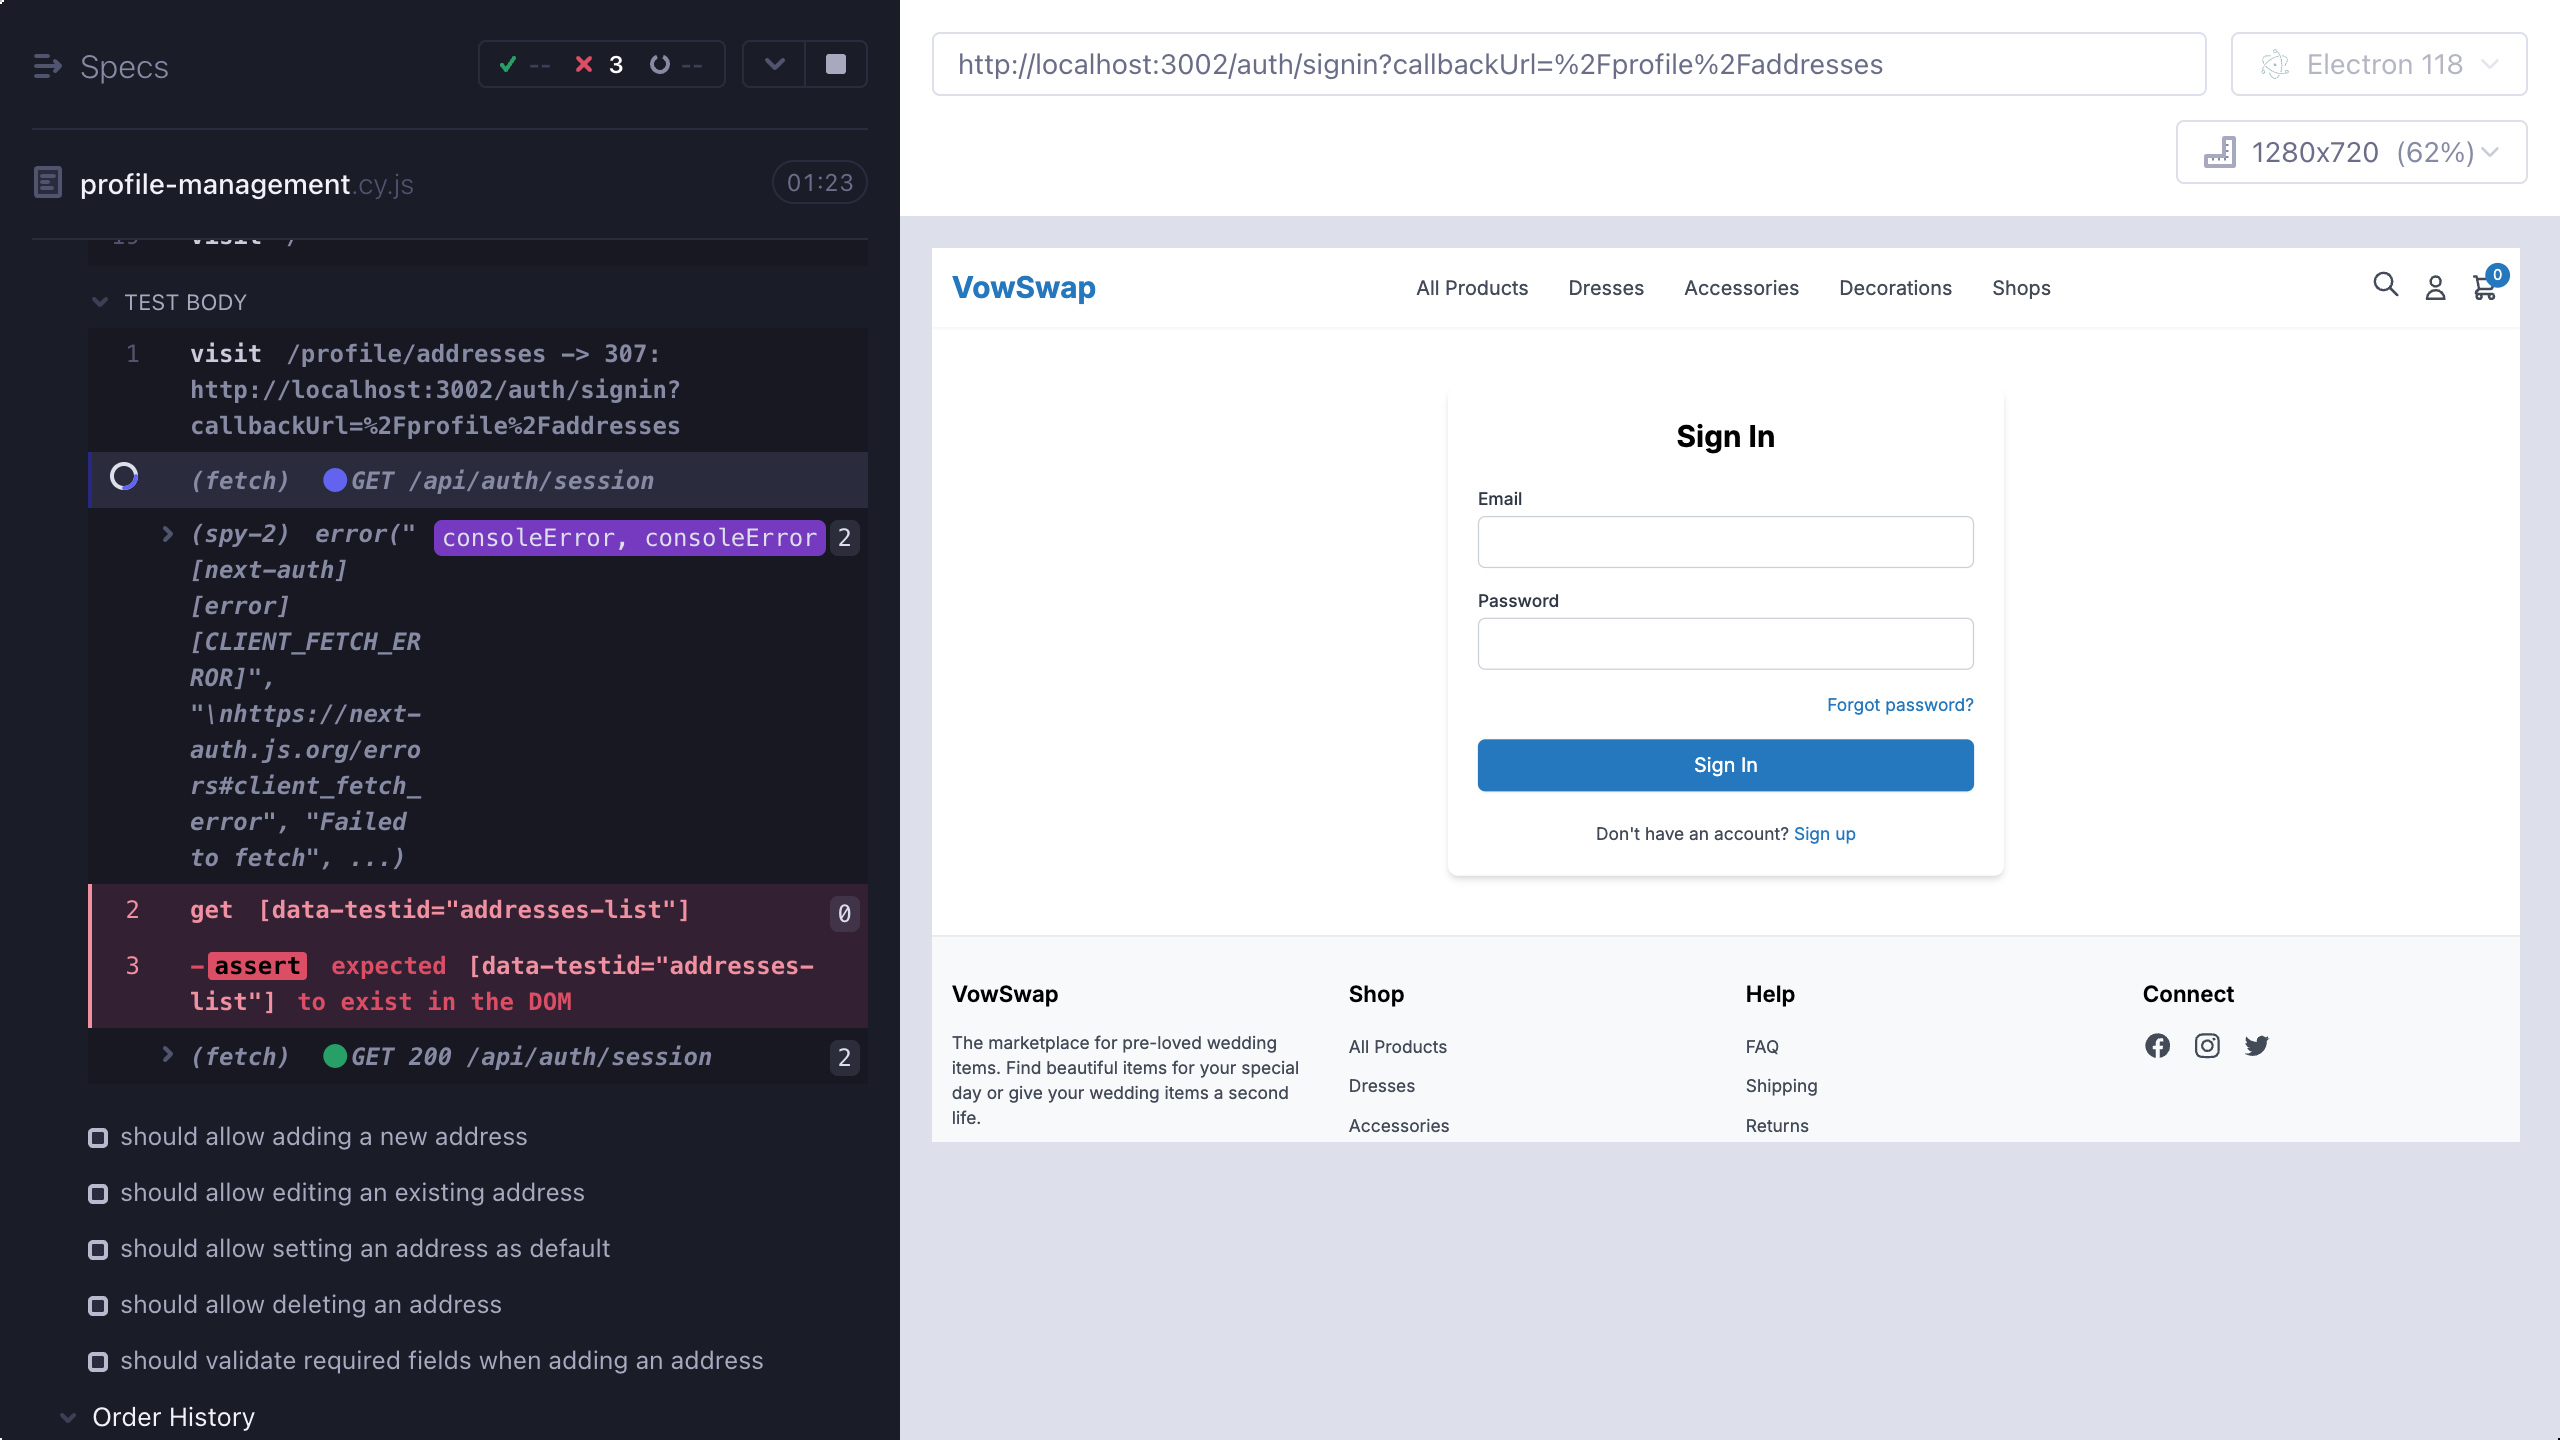 Specs
-- 3 --
profile-management.cy.js 01:23
TEST BODY
1 visit /profile/addresses -> 307:
http://localhost:3002/auth/signin?
callbackUrl=%2Fprofile%2Faddresses
(fetch) GET /api/auth/session
(spy-2) error(" consoleError, consoleError 2
[next-auth]
[error]
[CLIENT_FETCH_ER
ROR]",
"\nhttps://next-
auth.js.org/erro
rs#client_fetch_
error", "Failed
to fetch", ...)
2 get [data-testid="addresses-list"] 0
3 -assert expected [data-testid="addresses-
list"] to exist in the DOM
(fetch) GET 200 /api/auth/session 2
should allow adding a new address
should allow editing an existing address
should allow setting an address as default
should allow deleting an address
should validate required fields when adding an address
Order History
http://localhost:3002/auth/signin?callbackUrl=%2Fprofile%2Faddresses
Electron 118
1280x720 (62%)
VowSwap All Products Dresses Accessories Decorations Shops 0
Sign In
Email
Password
Forgot password?
Sign In
Don't have an account? Sign up
VowSwap
The marketplace for pre-loved wedding
items. Find beautiful items for your special
day or give your wedding items a second
life.
Shop
All Products
Dresses
Accessories
Help
FAQ
Shipping
Returns
Connect